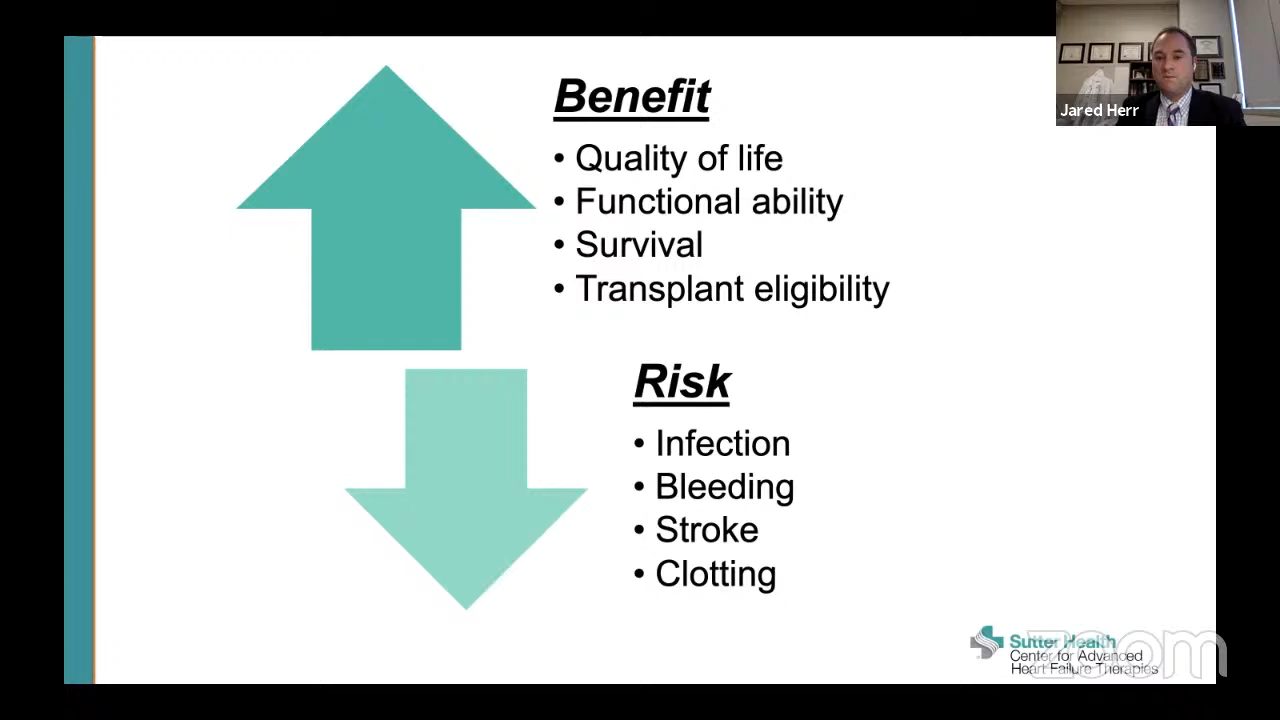 Benefit
• Quality of life
• Functional ability
• Survival
• Transplant eligibility
Risk
• Infection
• Bleeding
• Stroke
• Clotting
Jared Herr
Sutter Health
Center for Advanced
Heart Failure Therapies
zoom